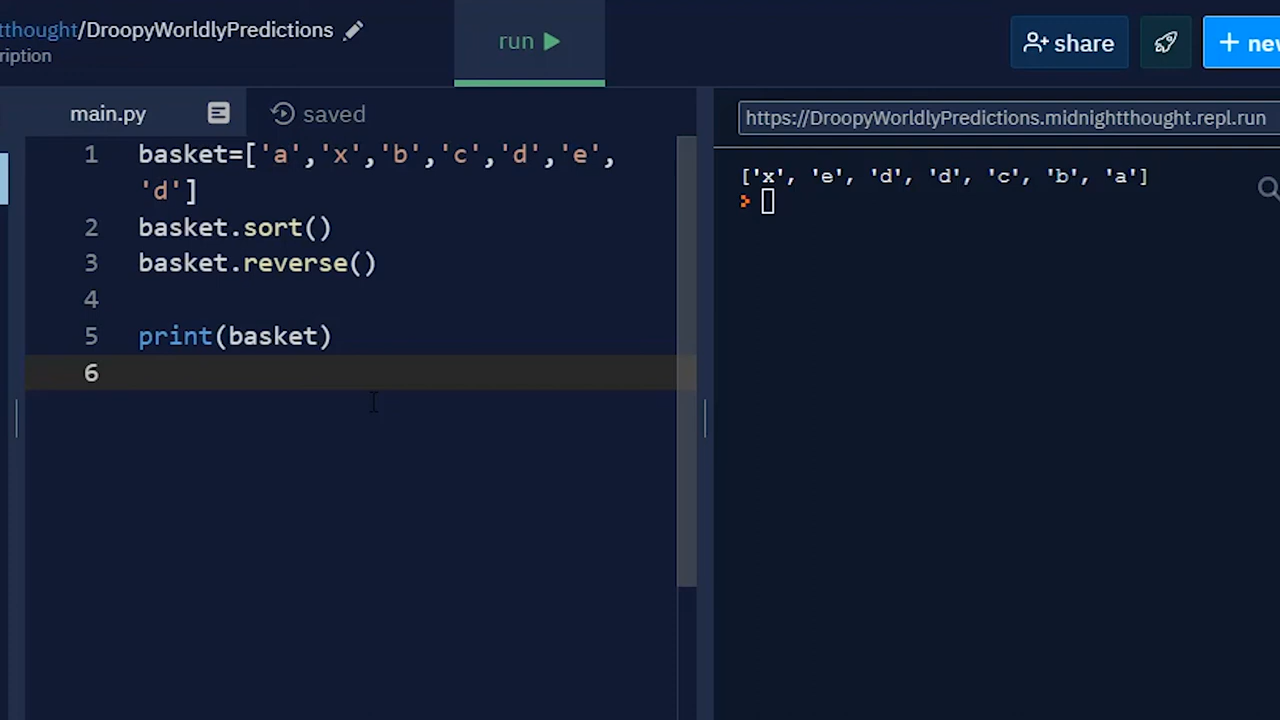 tthought/DroopyWorldlyPredictions
ription
run
share
+ new
main.py
saved
https://DroopyWorldlyPredictions.midnightthought.repl.run
1 basket=['a','x','b','c','d','e',
'd']
2 basket.sort()
3 basket.reverse()
4
5 print(basket)
6
['x', 'e', 'd', 'd', 'c', 'b', 'a']